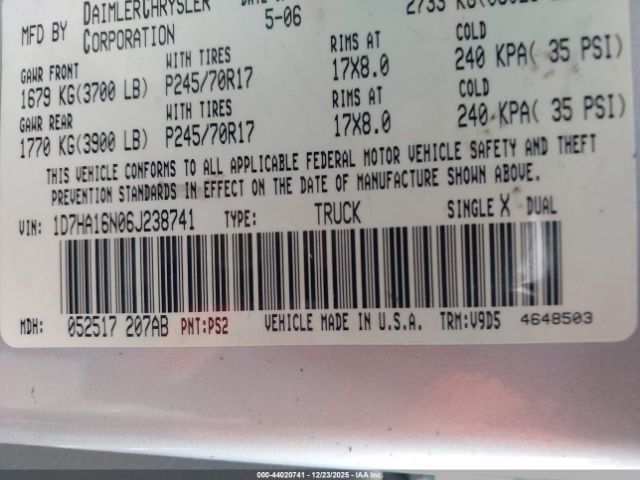 MFD BY DAIMLERCHRYSLER
CORPORATION
5-06
GAWR FRONT WITH TIRES RIMS AT COLD
1679 KG(3700 LB) P245/70R17 17X8.0 240 KPA( 35 PSI)
GAWR REAR WITH TIRES RIMS AT COLD
1770 KG(3900 LB) P245/70R17 17X8.0 240 KPA( 35 PSI)
THIS VEHICLE CONFORMS TO ALL APPLICABLE FEDERAL MOTOR VEHICLE SAFETY AND THEFT
PREVENTION STANDARDS IN EFFECT ON THE DATE OF MANUFACTURE SHOWN ABOVE.
VIN: 1D7HA16N06J238741 TYPE: TRUCK SINGLE X DUAL
MDH: 052517 207AB PNT:PS2 VEHICLE MADE IN U.S.A. TRM:V9D5 4648503
000-44020741 - 12/23/2025 - IAA Inc.